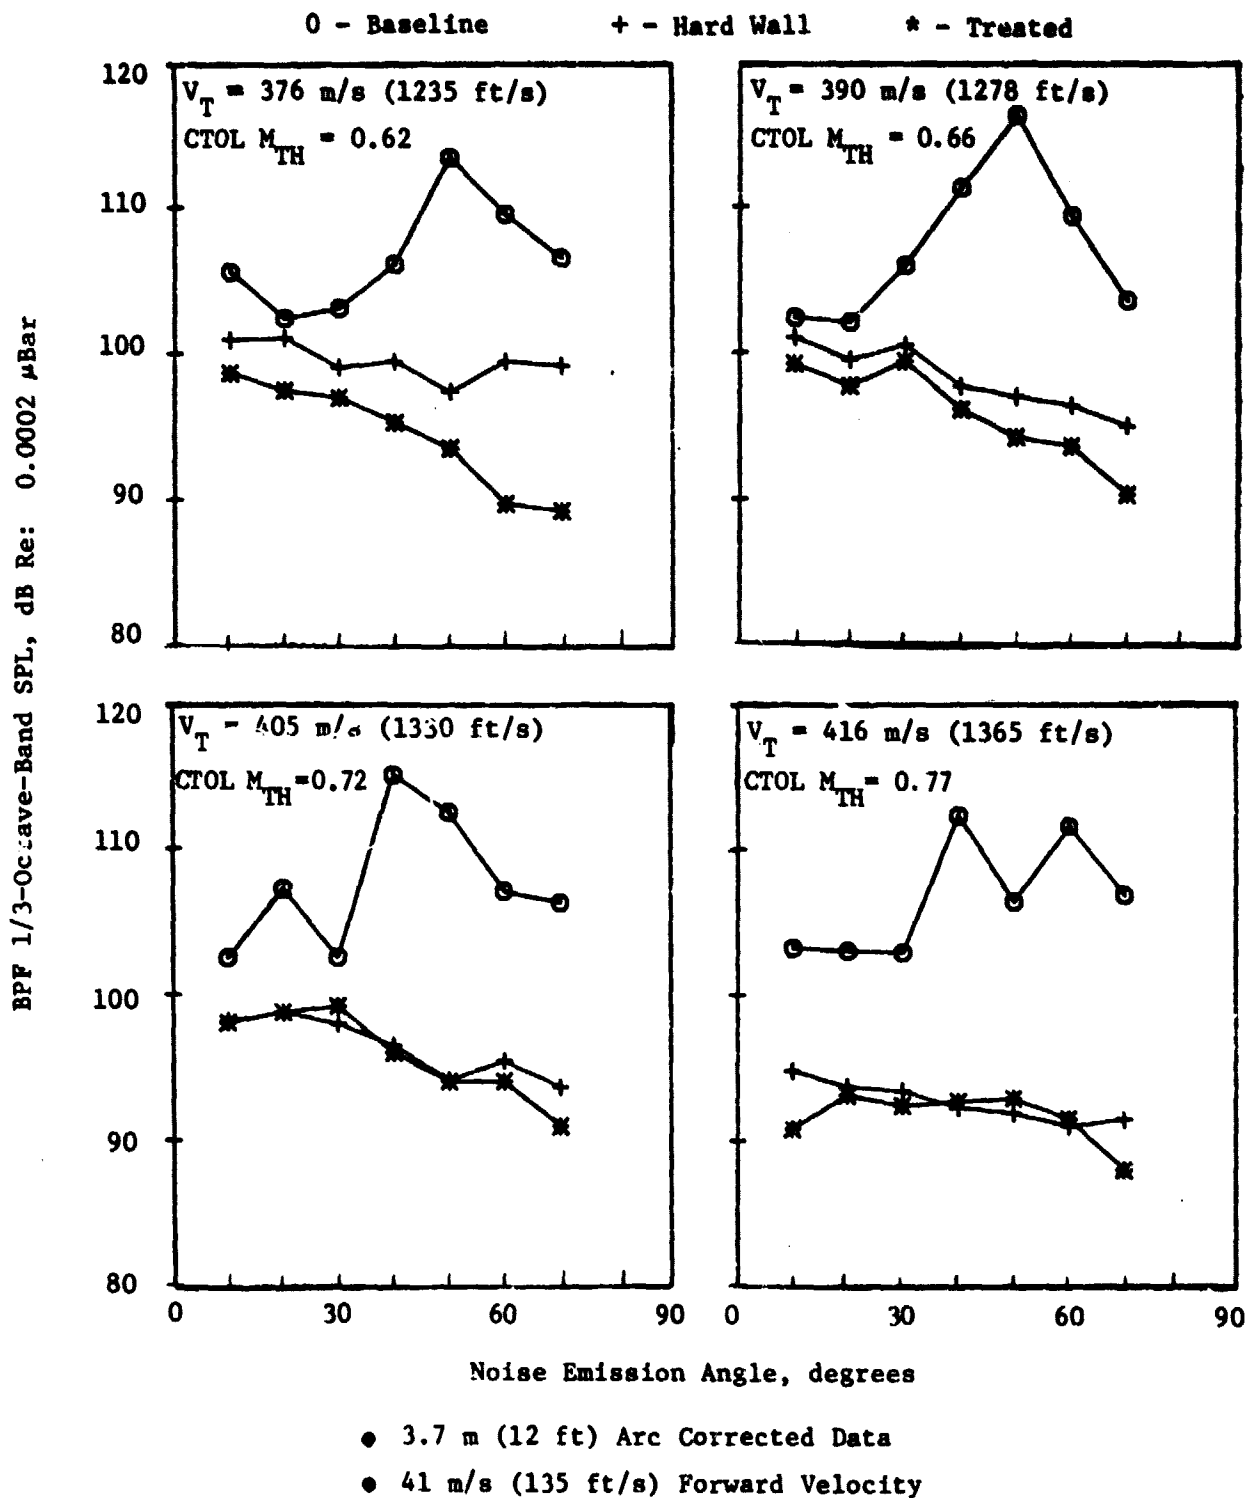 0 - Baseline + - Hard Wall * - Treated
BPF 1/3-Octave-Band SPL, dB Re: 0.0002 μBar
120
110
100
90
80
V_T = 376 m/s (1235 ft/s)
CTOL M_TH = 0.62
V_T = 390 m/s (1278 ft/s)
CTOL M_TH = 0.66
120
110
100
90
80
V_T - 405 m/s (1330 ft/s)
CTOL M_TH =0.72
V_T = 416 m/s (1365 ft/s)
CTOL M_TH = 0.77
0 30 60 90 0 30 60 90
Noise Emission Angle, degrees
● 3.7 m (12 ft) Arc Corrected Data
● 41 m/s (135 ft/s) Forward Velocity